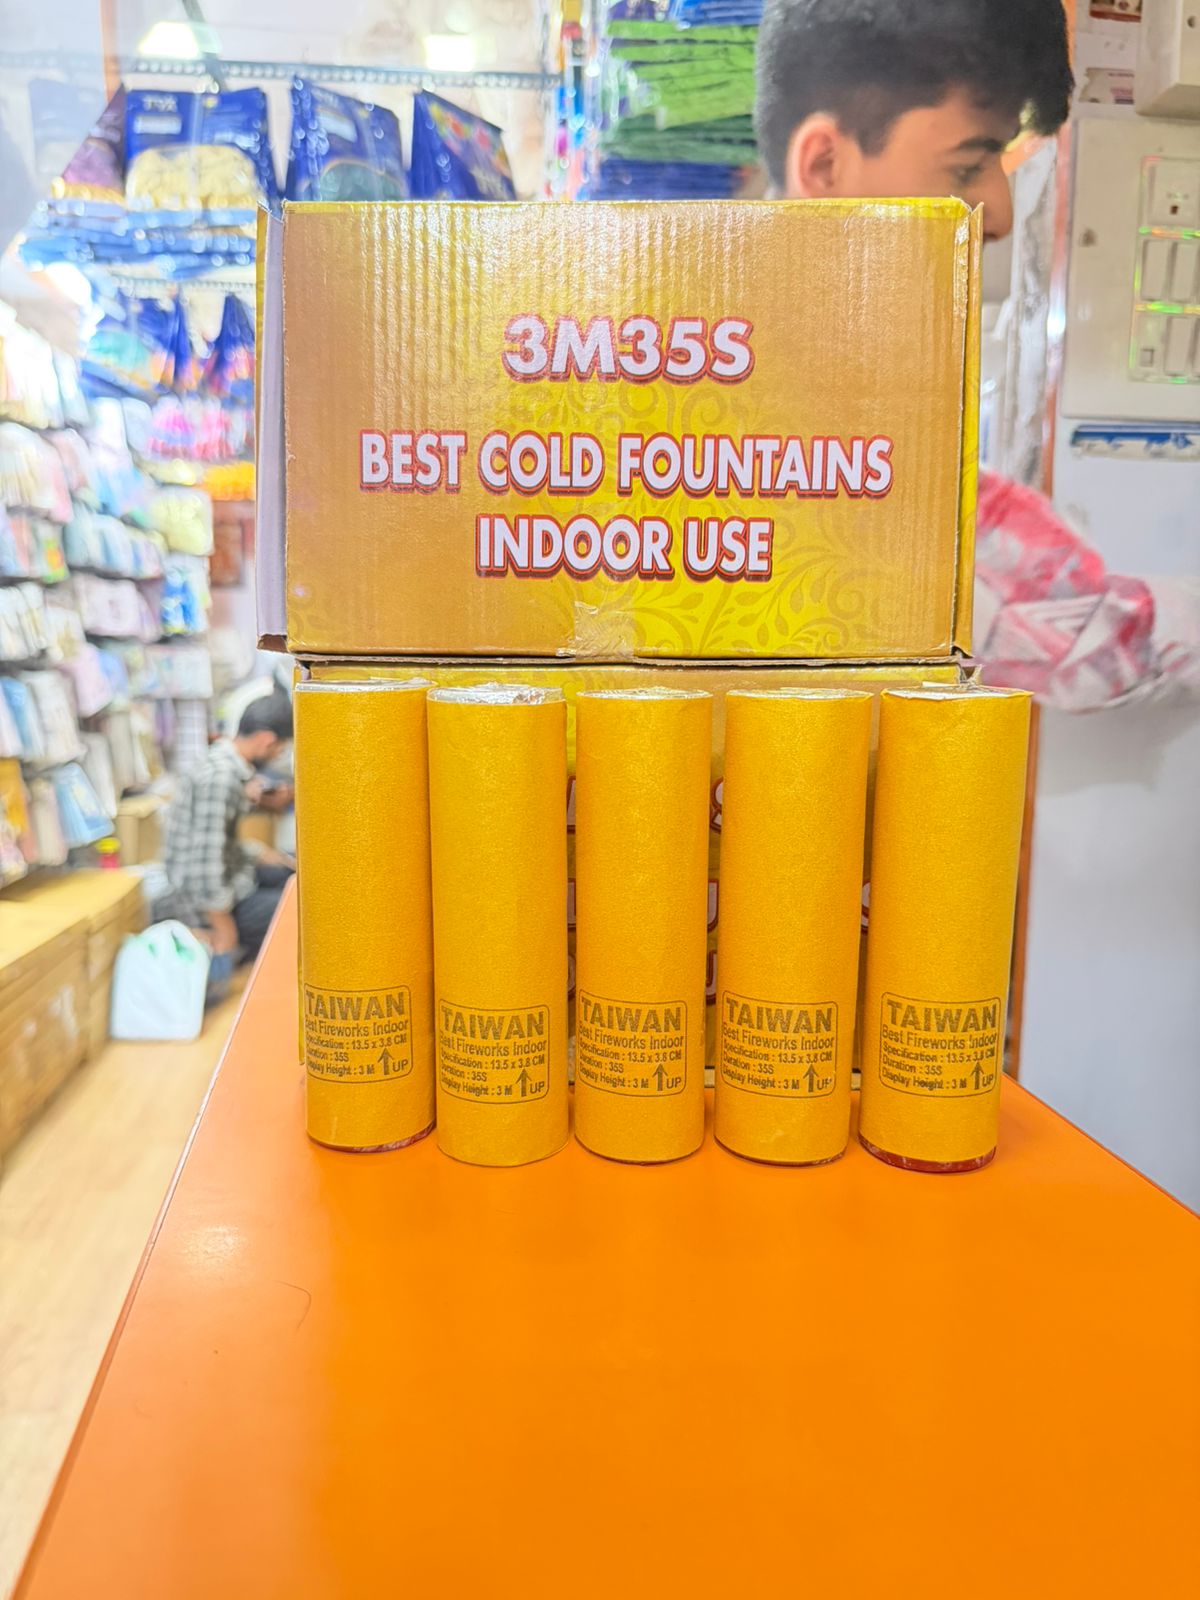 3M35S
BEST COLD FOUNTAINS
INDOOR USE
TAIWAN
Best Fireworks Indoor
Specification : 13.5 x 3.8 CM
Duration : 35S
Display Height : 3 M UP
TAIWAN
Best Fireworks Indoor
Specification : 13.5 x 3.8 CM
Duration : 35S
Display Height : 3 M UP
TAIWAN
Best Fireworks Indoor
Specification : 13.5 x 3.8 CM
Duration : 35S
Display Height : 3 M UP
TAIWAN
Best Fireworks Indoor
Specification : 13.5 x 3.8 CM
Duration : 35S
Display Height : 3 M UP
TAIWAN
Best Fireworks Indoor
Specification : 13.5 x 3.8 CM
Duration : 35S
Display Height : 3 M UP